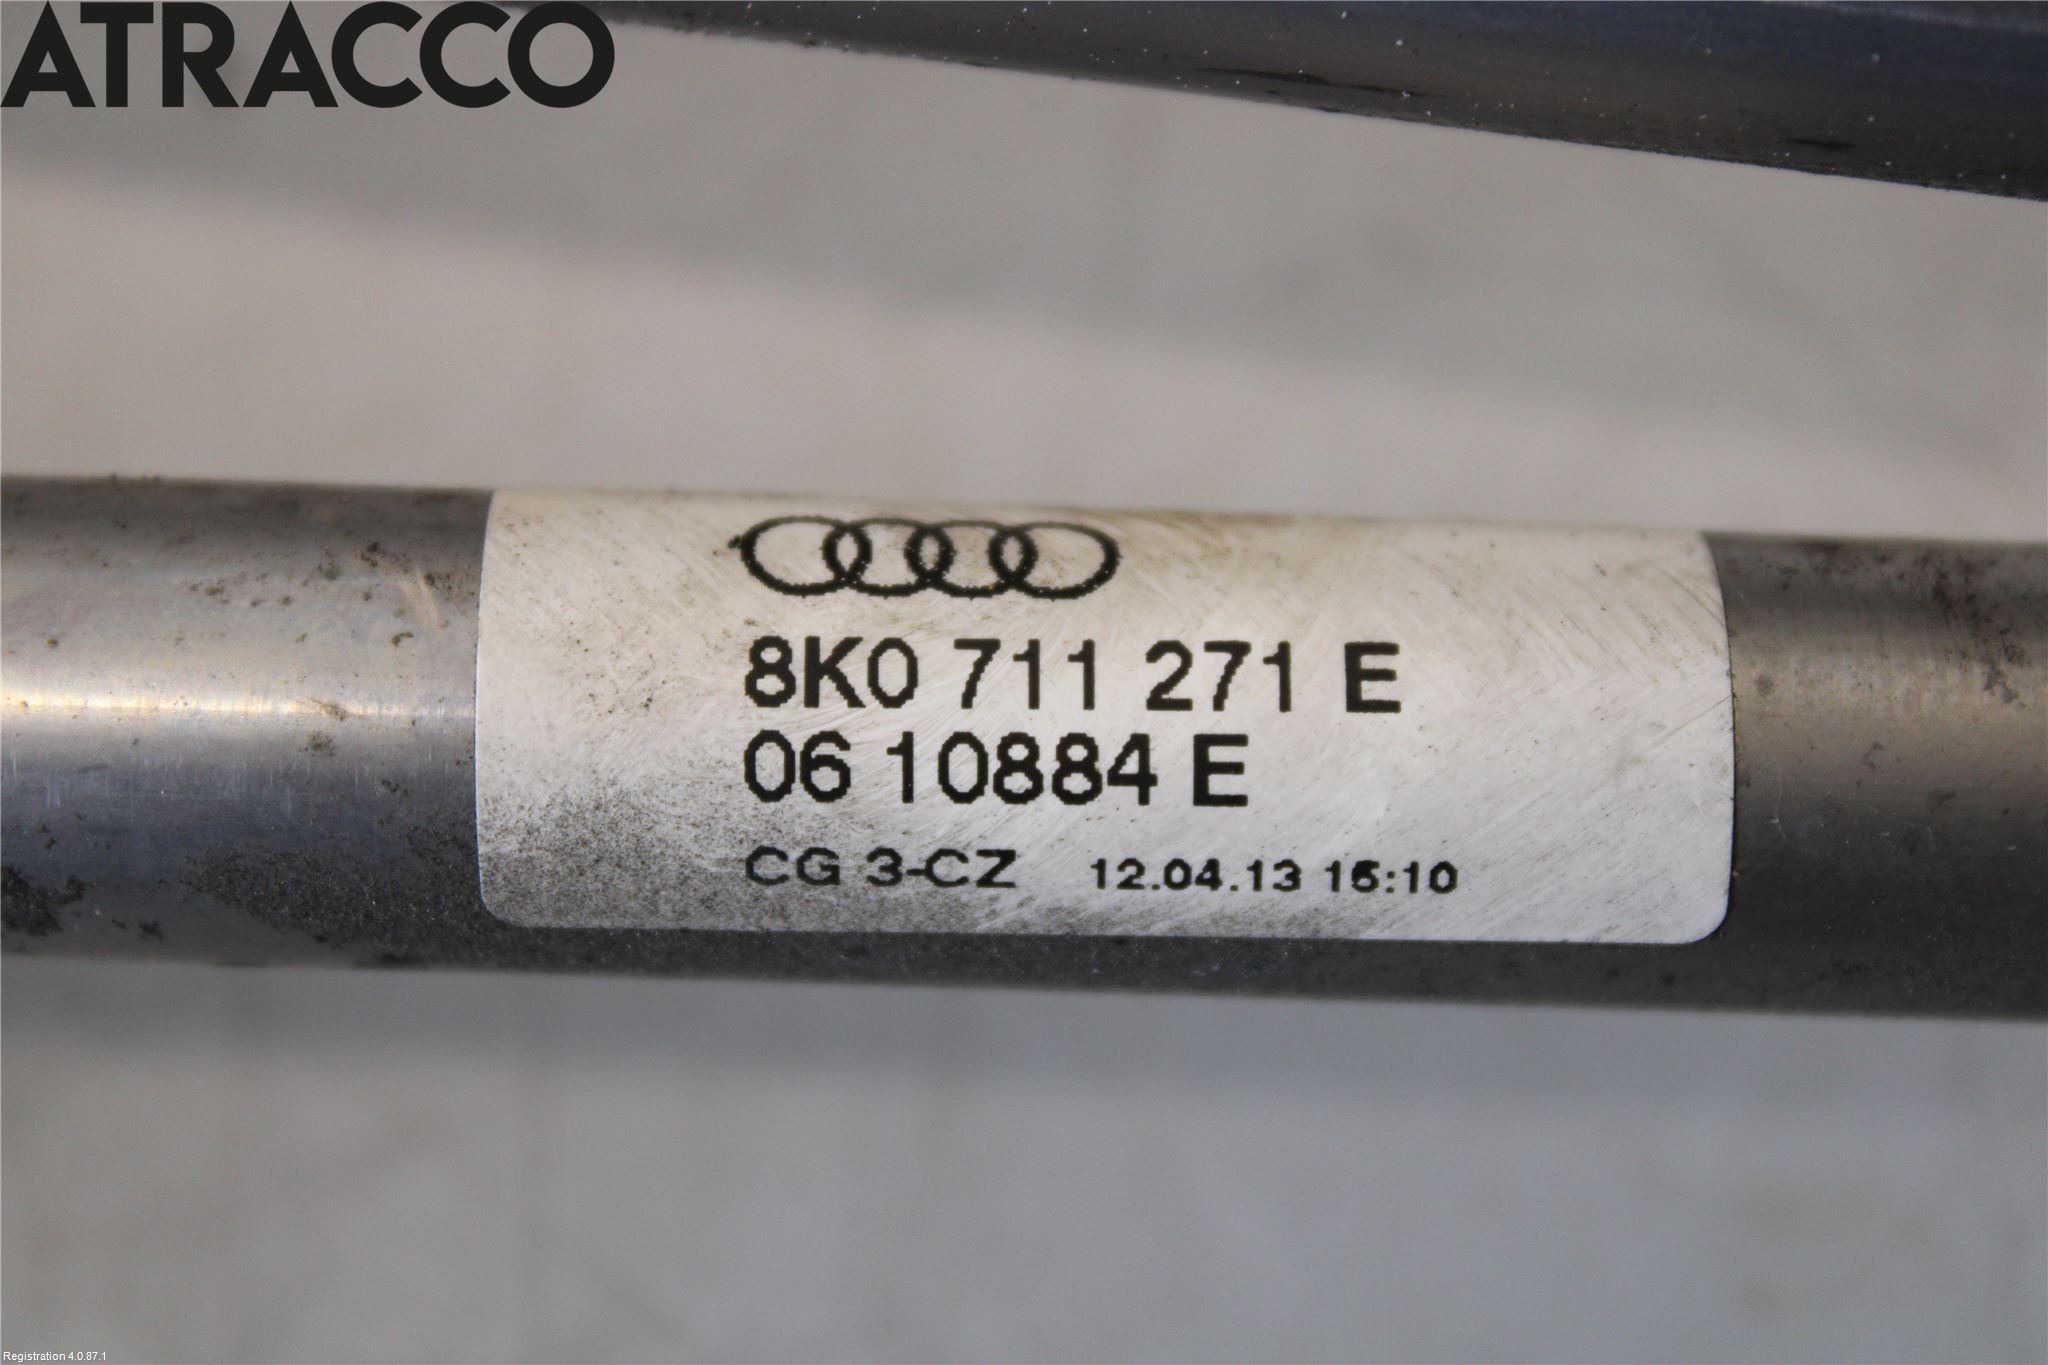 ATRACCO
8K0 711 271 E
06 10884 E
CG 3-CZ 12.04.13 15:10
Registration 4.0.87.1